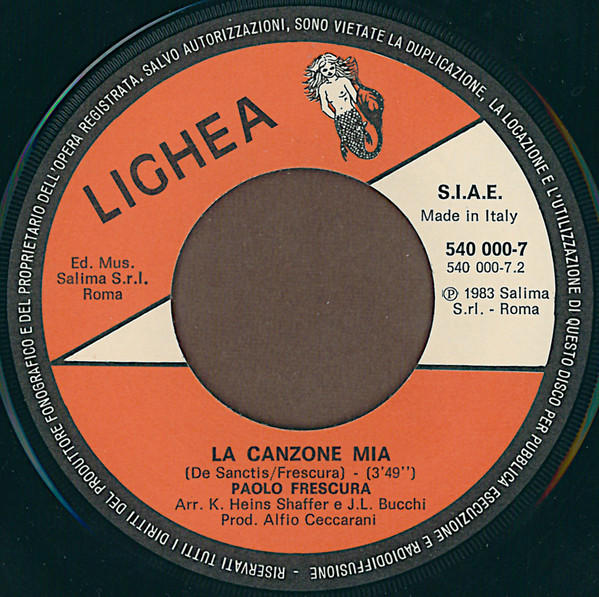 LIGHEA
Ed. Mus.
Salima S.r.l.
Roma
S.I.A.E.
Made in Italy
540 000-7
540 000-7.2
℗ 1983 Salima
S.r.l. - Roma
LA CANZONE MIA
(De Sanctis/Frescura) - (3'49'')
PAOLO FRESCURA
Arr. K. Heins Shaffer e J.L. Bucchi
Prod. Alfio Ceccarani
- RISERVATI TUTTI I DIRITTI DEL PRODUTTORE FONOGRAFICO E DEL PROPRIETARIO DELL'OPERA REGISTRATA. SALVO AUTORIZZAZIONI, SONO VIETATE LA DUPLICAZIONE, LA LOCAZIONE E L'UTILIZZAZIONE DI QUESTO DISCO PER PUBBLICA ESECUZIONE E RADIODIFFUSIONE